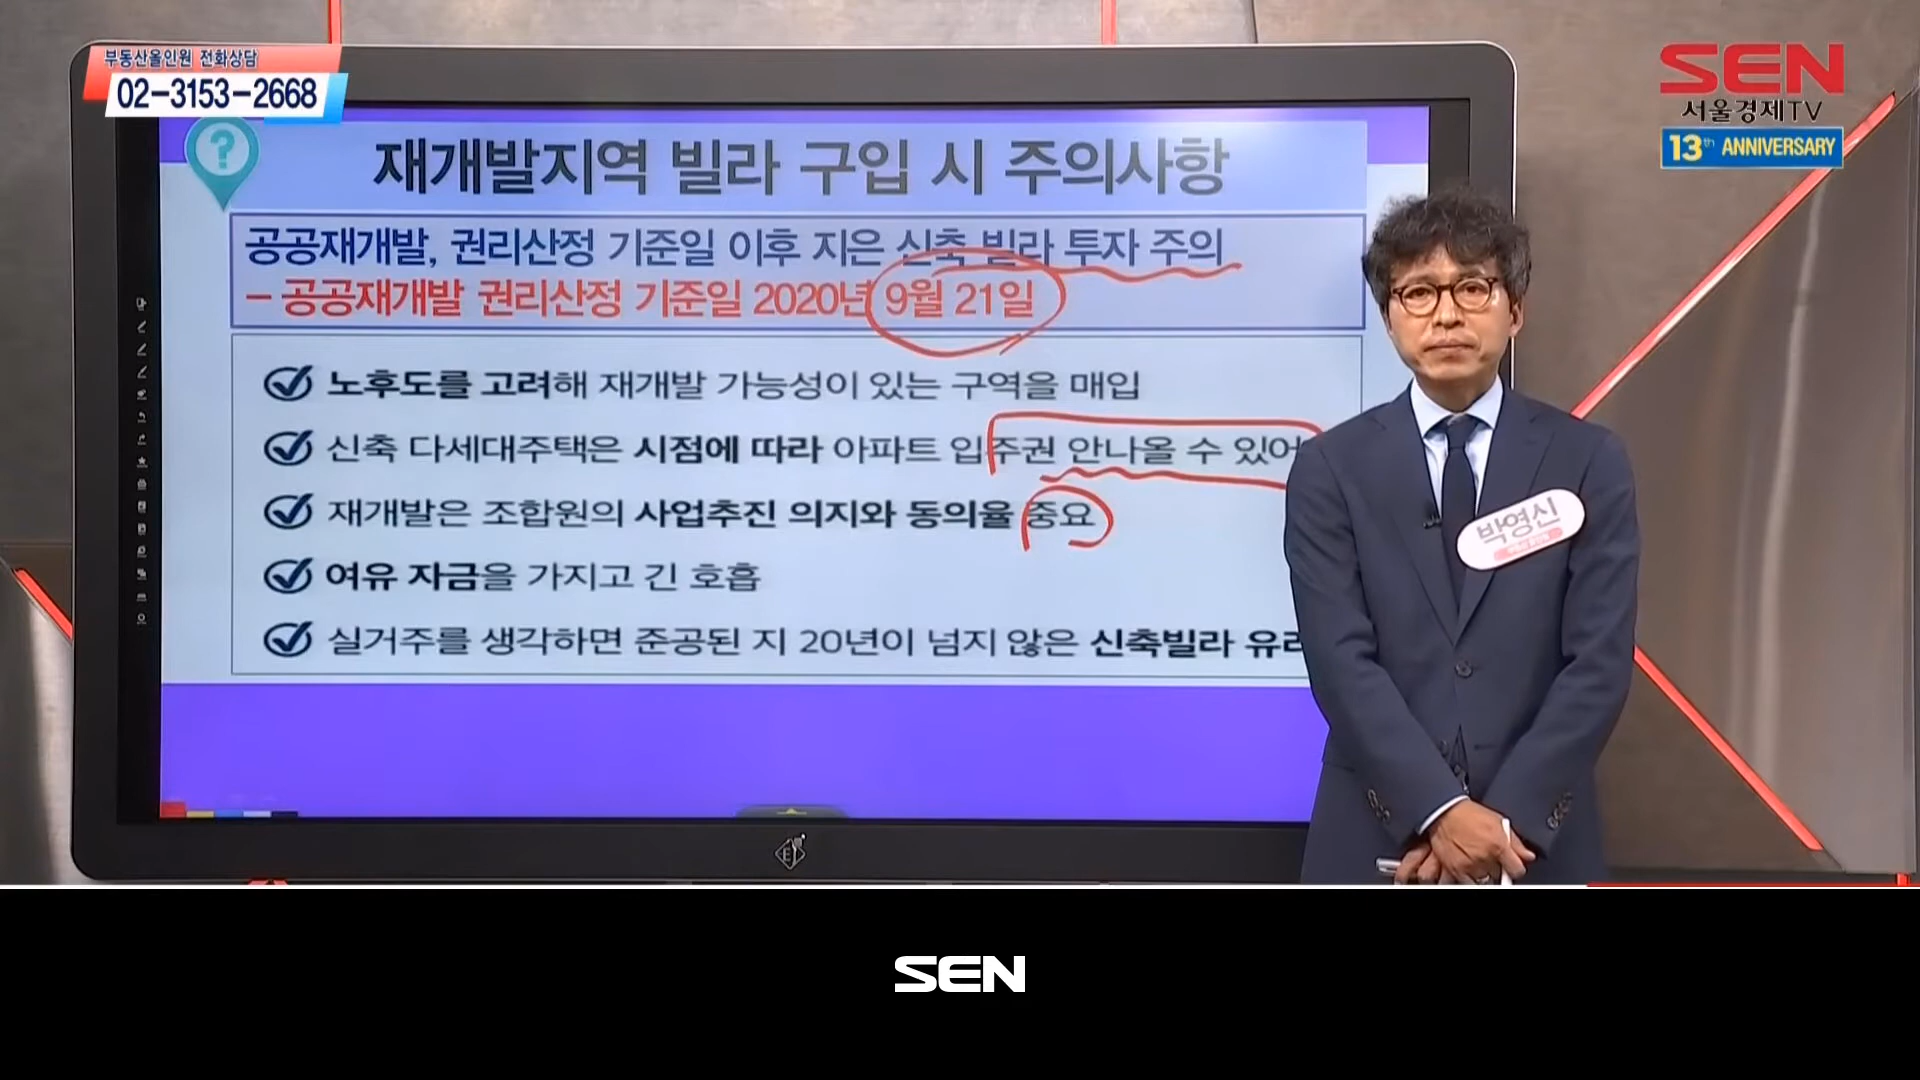 부동산올인원 전화상담
02-3153-2668
SEN
서울경제TV
13th ANNIVERSARY
재개발지역 빌라 구입 시 주의사항
공공재개발, 권리산정 기준일 이후 지은 신축 빌라 투자 주의
- 공공재개발 권리산정 기준일 2020년 9월 21일
노후도를 고려해 재개발 가능성이 있는 구역을 매입
신축 다세대주택은 시점에 따라 아파트 입주권 안나올 수 있어
재개발은 조합원의 사업추진 의지와 동의율 중요
여유 자금을 가지고 긴 호흡
실거주를 생각하면 준공된 지 20년이 넘지 않은 신축빌라
박영신
SEN